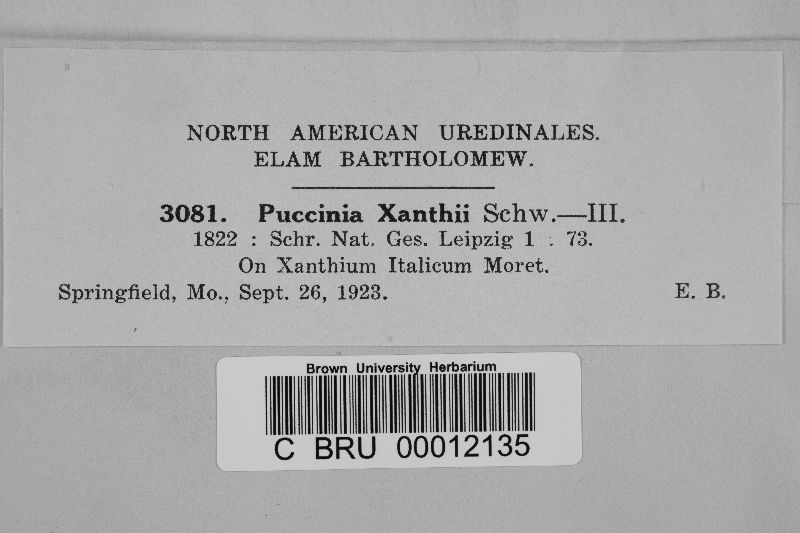 NORTH AMERICAN UREDINALES.
ELAM BARTHOLOMEW.
3081. Puccinia Xanthii Schw.—III.
1822 : Schr. Nat. Ges. Leipzig 1 : 73.
On Xanthium Italicum Moret.
Springfield, Mo., Sept. 26, 1923. E. B.
Brown University Herbarium
C BRU 00012135